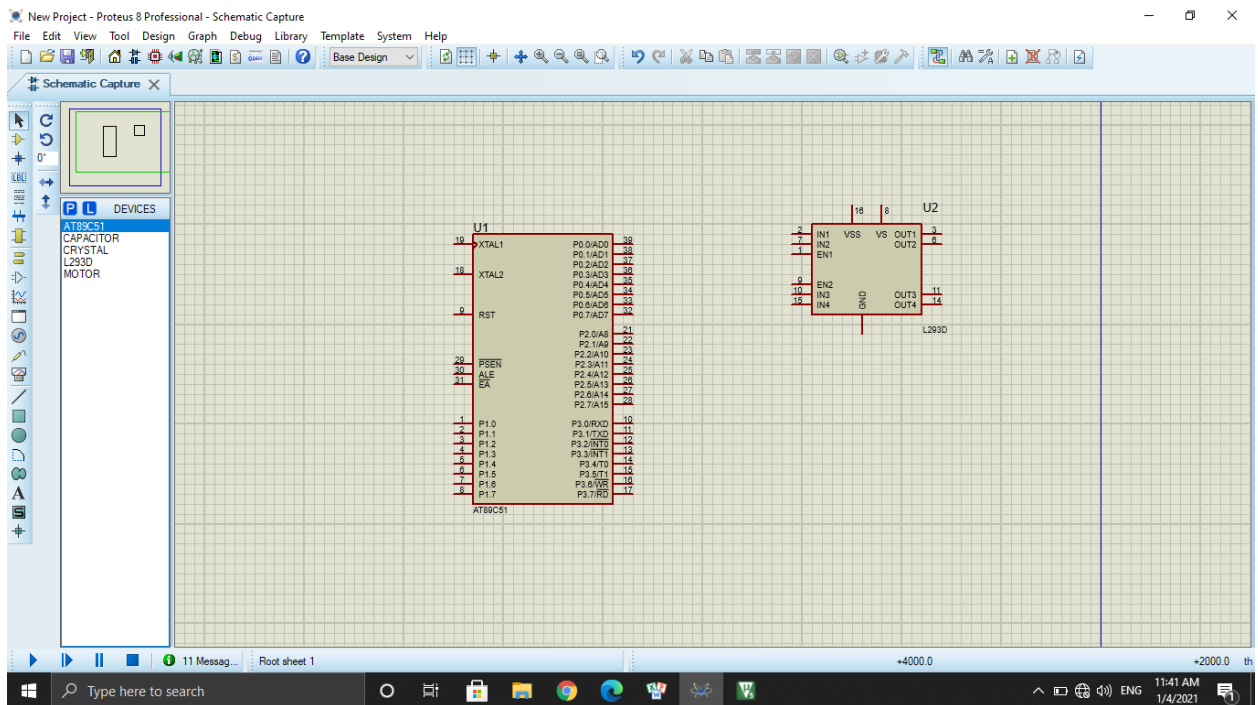 New Project - Proteus 8 Professional - Schematic Capture
File Edit View Tool Design Graph Debug Library Template System Help
Base Design
Schematic Capture
0°
LBL
P L DEVICES
AT89C51
CAPACITOR
CRYSTAL
L293D
MOTOR
A
S
U1
19 XTAL1
18 XTAL2
9 RST
29 PSEN
30 ALE
31 EA
1 P1.0
2 P1.1
3 P1.2
4 P1.3
5 P1.4
6 P1.5
7 P1.6
8 P1.7
P0.0/AD0 39
P0.1/AD1 38
P0.2/AD2 37
P0.3/AD3 36
P0.4/AD4 35
P0.5/AD5 34
P0.6/AD6 33
P0.7/AD7 32
P2.0/A8 21
P2.1/A9 22
P2.2/A10 23
P2.3/A11 24
P2.4/A12 25
P2.5/A13 26
P2.6/A14 27
P2.7/A15 28
P3.0/RXD 10
P3.1/TXD 11
P3.2/INT0 12
P3.3/INT1 13
P3.4/T0 14
P3.5/T1 15
P3.6/WR 16
P3.7/RD 17
AT89C51
U2
16 8
VSS VS
2 IN1
7 IN2
1 EN1
9 EN2
10 IN3
15 IN4
GND
OUT1 3
OUT2 6
OUT3 11
OUT4 14
L293D
11 Messag... Root sheet 1 +4000.0 +2000.0 th
Type here to search
ENG
11:41 AM
1/4/2021
1